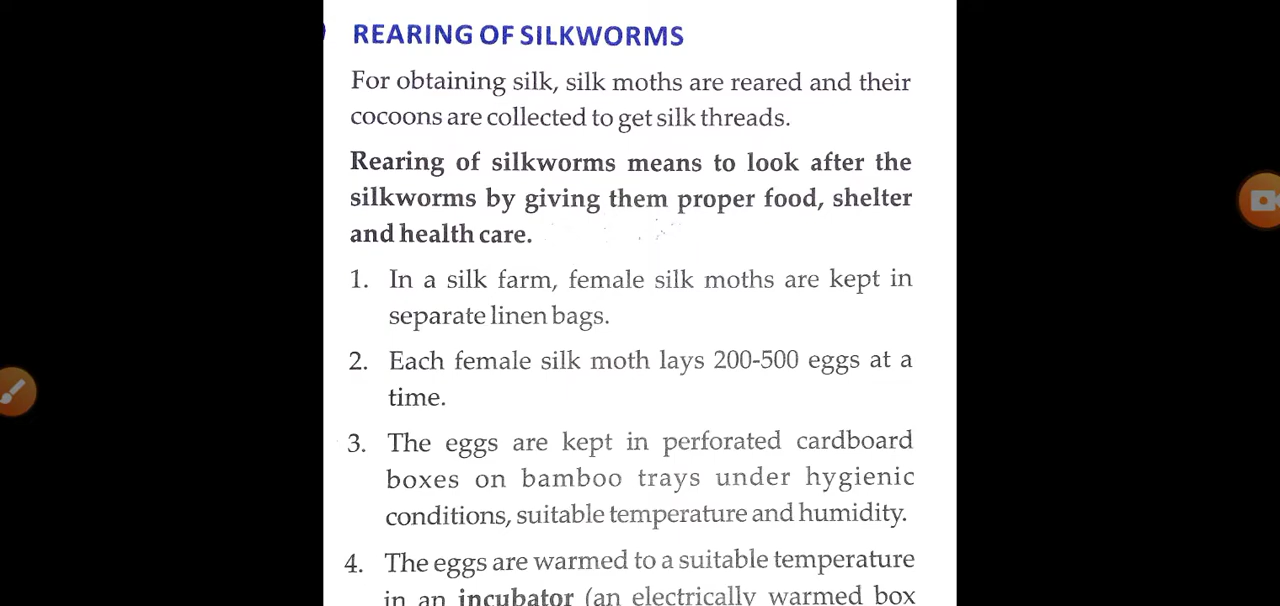 REARING OF SILKWORMS
For obtaining silk, silk moths are reared and their
cocoons are collected to get silk threads.
Rearing of silkworms means to look after the
silkworms by giving them proper food, shelter
and health care.
1. In a silk farm, female silk moths are kept in
separate linen bags.
2. Each female silk moth lays 200-500 eggs at a
time.
3. The eggs are kept in perforated cardboard
boxes on bamboo trays under hygienic
conditions, suitable temperature and humidity.
4. The eggs are warmed to a suitable temperature
in an incubator (an electrically warmed box